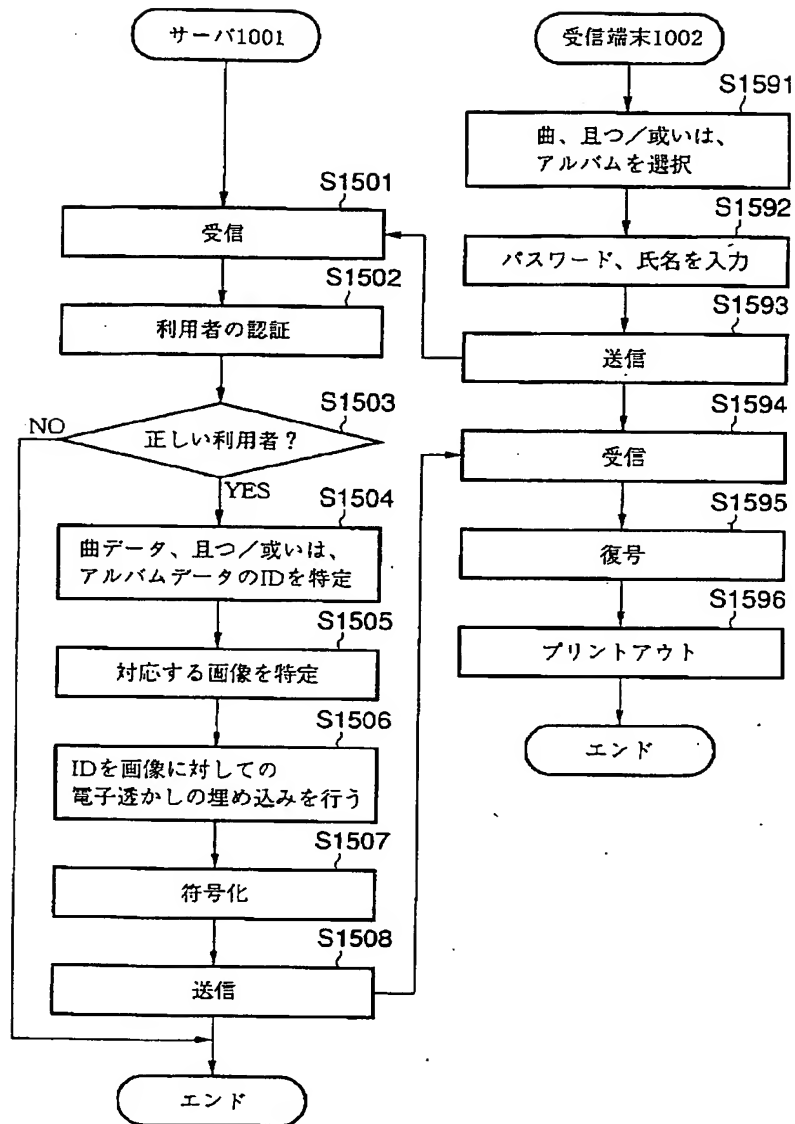 サーバ1001
S1501
受信
S1502
利用者の認証
S1503
正しい利用者?
NO
YES
S1504
曲データ、且つ/或いは、
アルバムデータのIDを特定
S1505
対応する画像を特定
S1506
IDを画像に対しての
電子透かしの埋め込みを行う
S1507
符号化
S1508
送信
エンド
受信端末1002
S1591
曲、且つ/或いは、
アルバムを選択
S1592
パスワード、氏名を入力
S1593
送信
S1594
受信
S1595
復号
S1596
プリントアウト
エンド